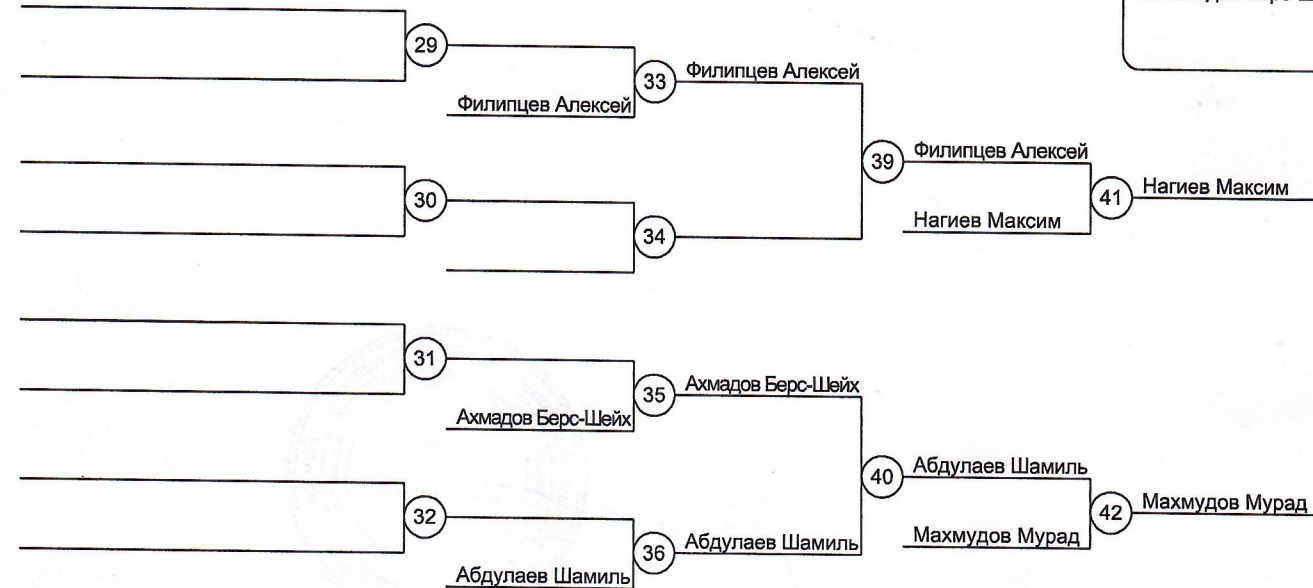 29
33
Филипцев Алексей
Филипцев Алексей
39
Филипцев Алексей
30
41
Нагиев Максим
Нагиев Максим
34
31
35
Ахмадов Берс-Шейх
Ахмадов Берс-Шейх
40
Абдулаев Шамиль
32
42
Махмудов Мурад
Махмудов Мурад
36
Абдулаев Шамиль
Абдулаев Шамиль